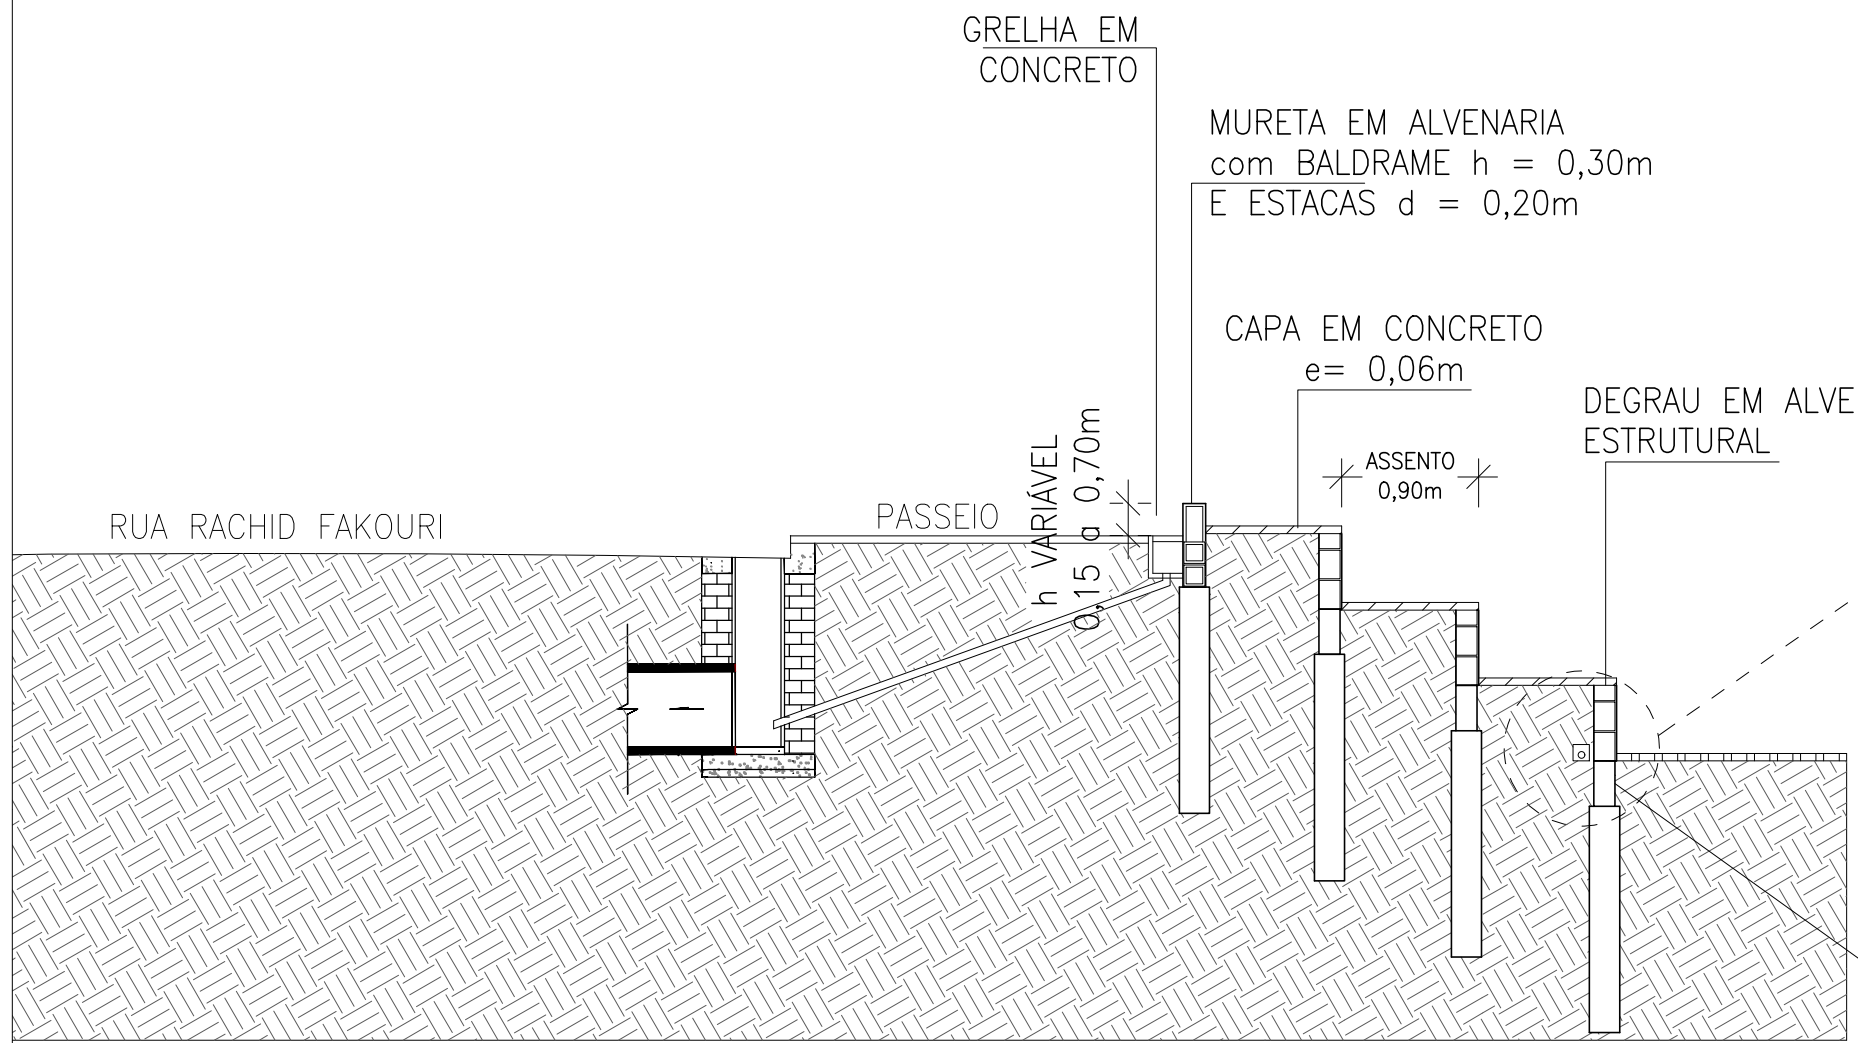 GRELHA EM
CONCRETO
MURETA EM ALVENARIA
com BALDRAME h = 0,30m
E ESTACAS d = 0,20m
CAPA EM CONCRETO
e= 0,06m
DEGRAU EM ALVE
ESTRUTURAL
ASSENTO
0,90m
h VARIÁVEL
0,15 a 0,70m
PASSEIO
RUA RACHID FAKOURI